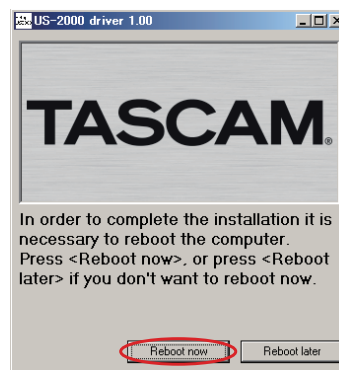 US-2000 driver 1.00
TASCAM®
In order to complete the installation it is
necessary to reboot the computer.
Press <Reboot now>, or press <Reboot
later> if you don't want to reboot now.
Reboot now
Reboot later